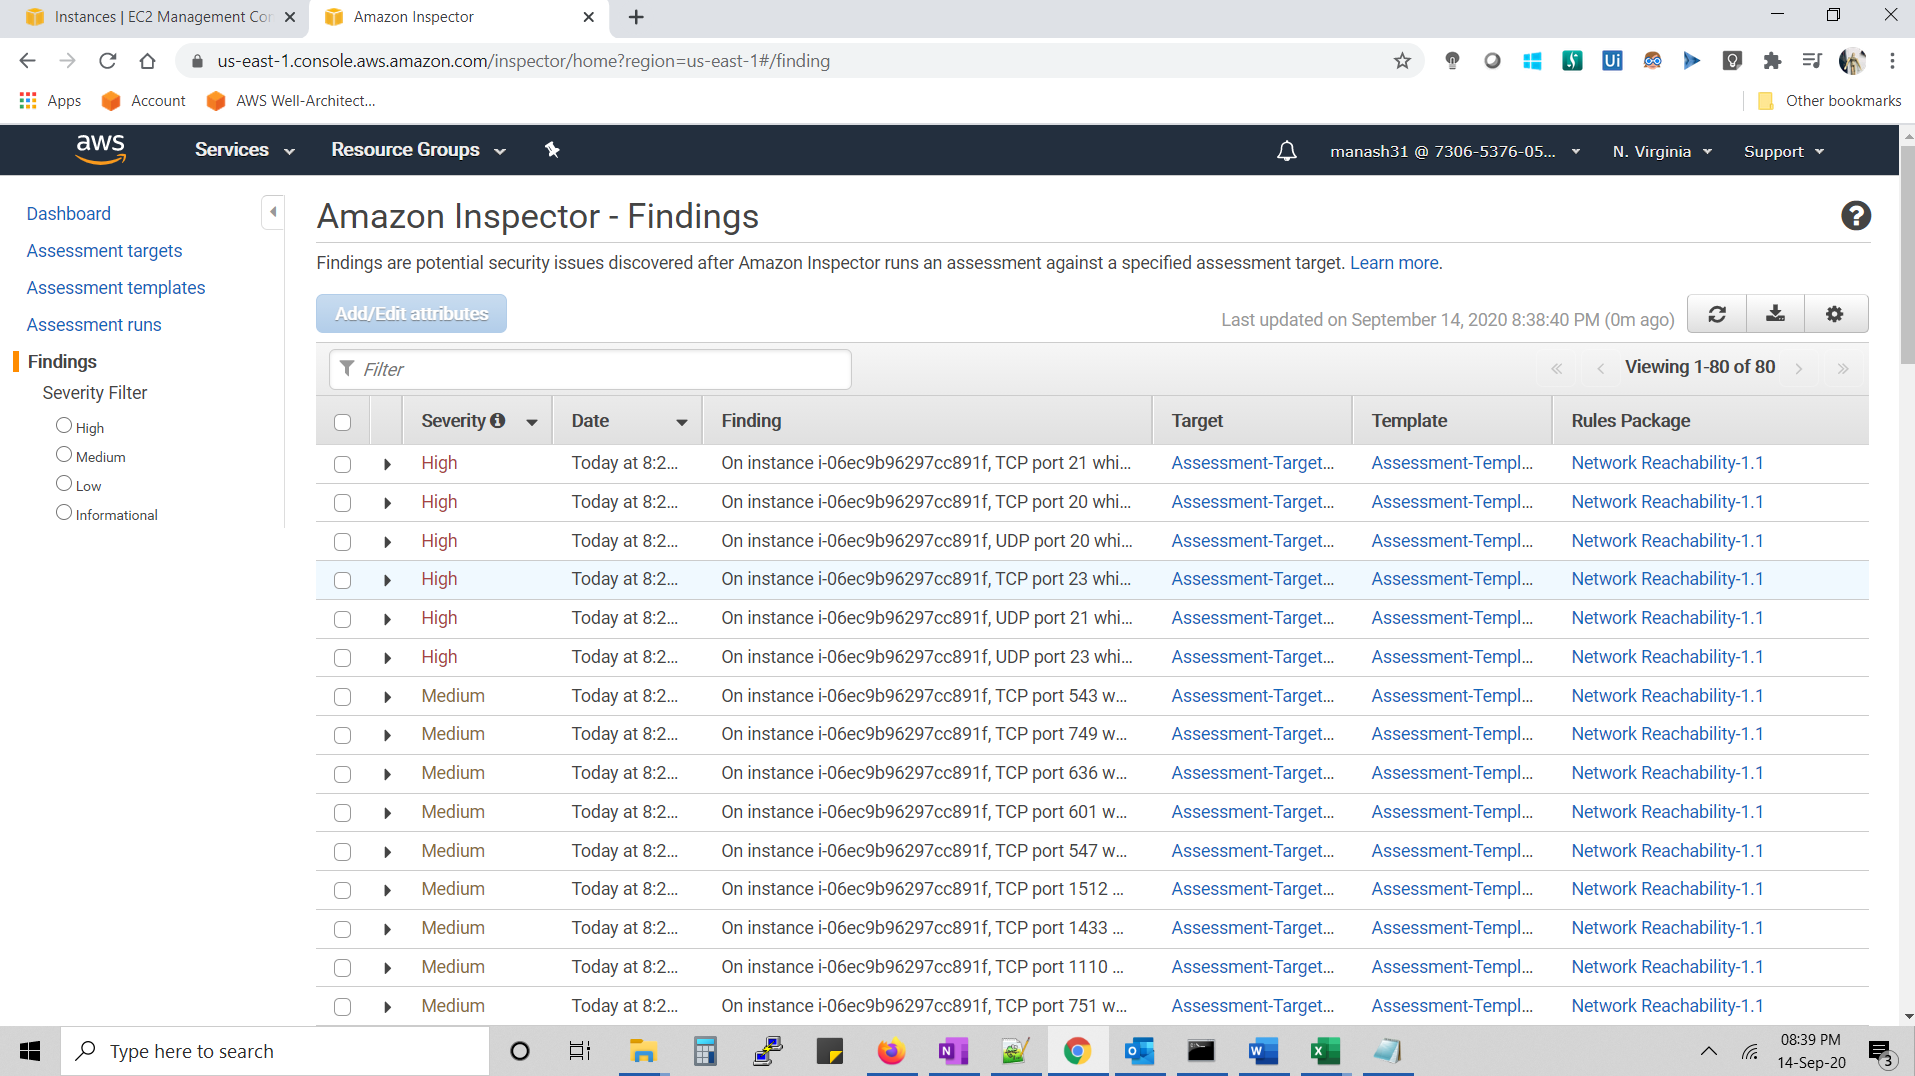 Instances | EC2 Management Con
Amazon Inspector
us-east-1.console.aws.amazon.com/inspector/home?region=us-east-1#/finding
Apps Account AWS Well-Architect... Other bookmarks
aws Services Resource Groups manash31 @ 7306-5376-05... N. Virginia Support
Dashboard
Assessment targets
Assessment templates
Assessment runs
Findings
Severity Filter
High
Medium
Low
Informational
Amazon Inspector - Findings
Findings are potential security issues discovered after Amazon Inspector runs an assessment against a specified assessment target. Learn more.
Add/Edit attributes
Last updated on September 14, 2020 8:38:40 PM (0m ago)
Filter
Viewing 1-80 of 80
Severity Date Finding Target Template Rules Package
High Today at 8:2... On instance i-06ec9b96297cc891f, TCP port 21 whi... Assessment-Target... Assessment-Templ... Network Reachability-1.1
High Today at 8:2... On instance i-06ec9b96297cc891f, TCP port 20 whi... Assessment-Target... Assessment-Templ... Network Reachability-1.1
High Today at 8:2... On instance i-06ec9b96297cc891f, UDP port 20 whi... Assessment-Target... Assessment-Templ... Network Reachability-1.1
High Today at 8:2... On instance i-06ec9b96297cc891f, TCP port 23 whi... Assessment-Target... Assessment-Templ... Network Reachability-1.1
High Today at 8:2... On instance i-06ec9b96297cc891f, UDP port 21 whi... Assessment-Target... Assessment-Templ... Network Reachability-1.1
High Today at 8:2... On instance i-06ec9b96297cc891f, UDP port 23 whi... Assessment-Target... Assessment-Templ... Network Reachability-1.1
Medium Today at 8:2... On instance i-06ec9b96297cc891f, TCP port 543 w... Assessment-Target... Assessment-Templ... Network Reachability-1.1
Medium Today at 8:2... On instance i-06ec9b96297cc891f, TCP port 749 w... Assessment-Target... Assessment-Templ... Network Reachability-1.1
Medium Today at 8:2... On instance i-06ec9b96297cc891f, TCP port 636 w... Assessment-Target... Assessment-Templ... Network Reachability-1.1
Medium Today at 8:2... On instance i-06ec9b96297cc891f, TCP port 601 w... Assessment-Target... Assessment-Templ... Network Reachability-1.1
Medium Today at 8:2... On instance i-06ec9b96297cc891f, TCP port 547 w... Assessment-Target... Assessment-Templ... Network Reachability-1.1
Medium Today at 8:2... On instance i-06ec9b96297cc891f, TCP port 1512 ... Assessment-Target... Assessment-Templ... Network Reachability-1.1
Medium Today at 8:2... On instance i-06ec9b96297cc891f, TCP port 1433 ... Assessment-Target... Assessment-Templ... Network Reachability-1.1
Medium Today at 8:2... On instance i-06ec9b96297cc891f, TCP port 1110 ... Assessment-Target... Assessment-Templ... Network Reachability-1.1
Medium Today at 8:2... On instance i-06ec9b96297cc891f, TCP port 751 w... Assessment-Target... Assessment-Templ... Network Reachability-1.1
Type here to search
08:39 PM
14-Sep-20
3